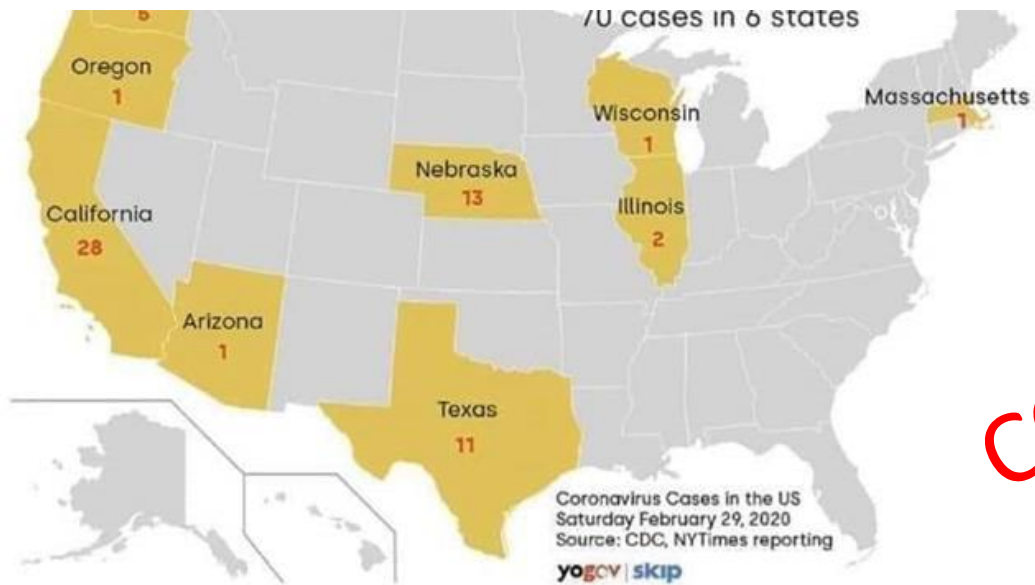 70 cases in 6 states
5
Oregon
1
Massachusetts
1
Wisconsin
1
Nebraska
13
Illinois
2
California
28
Arizona
1
Texas
11
Coronavirus Cases in the US
Saturday February 29, 2020
Source: CDC, NYTimes reporting
yogov | skip